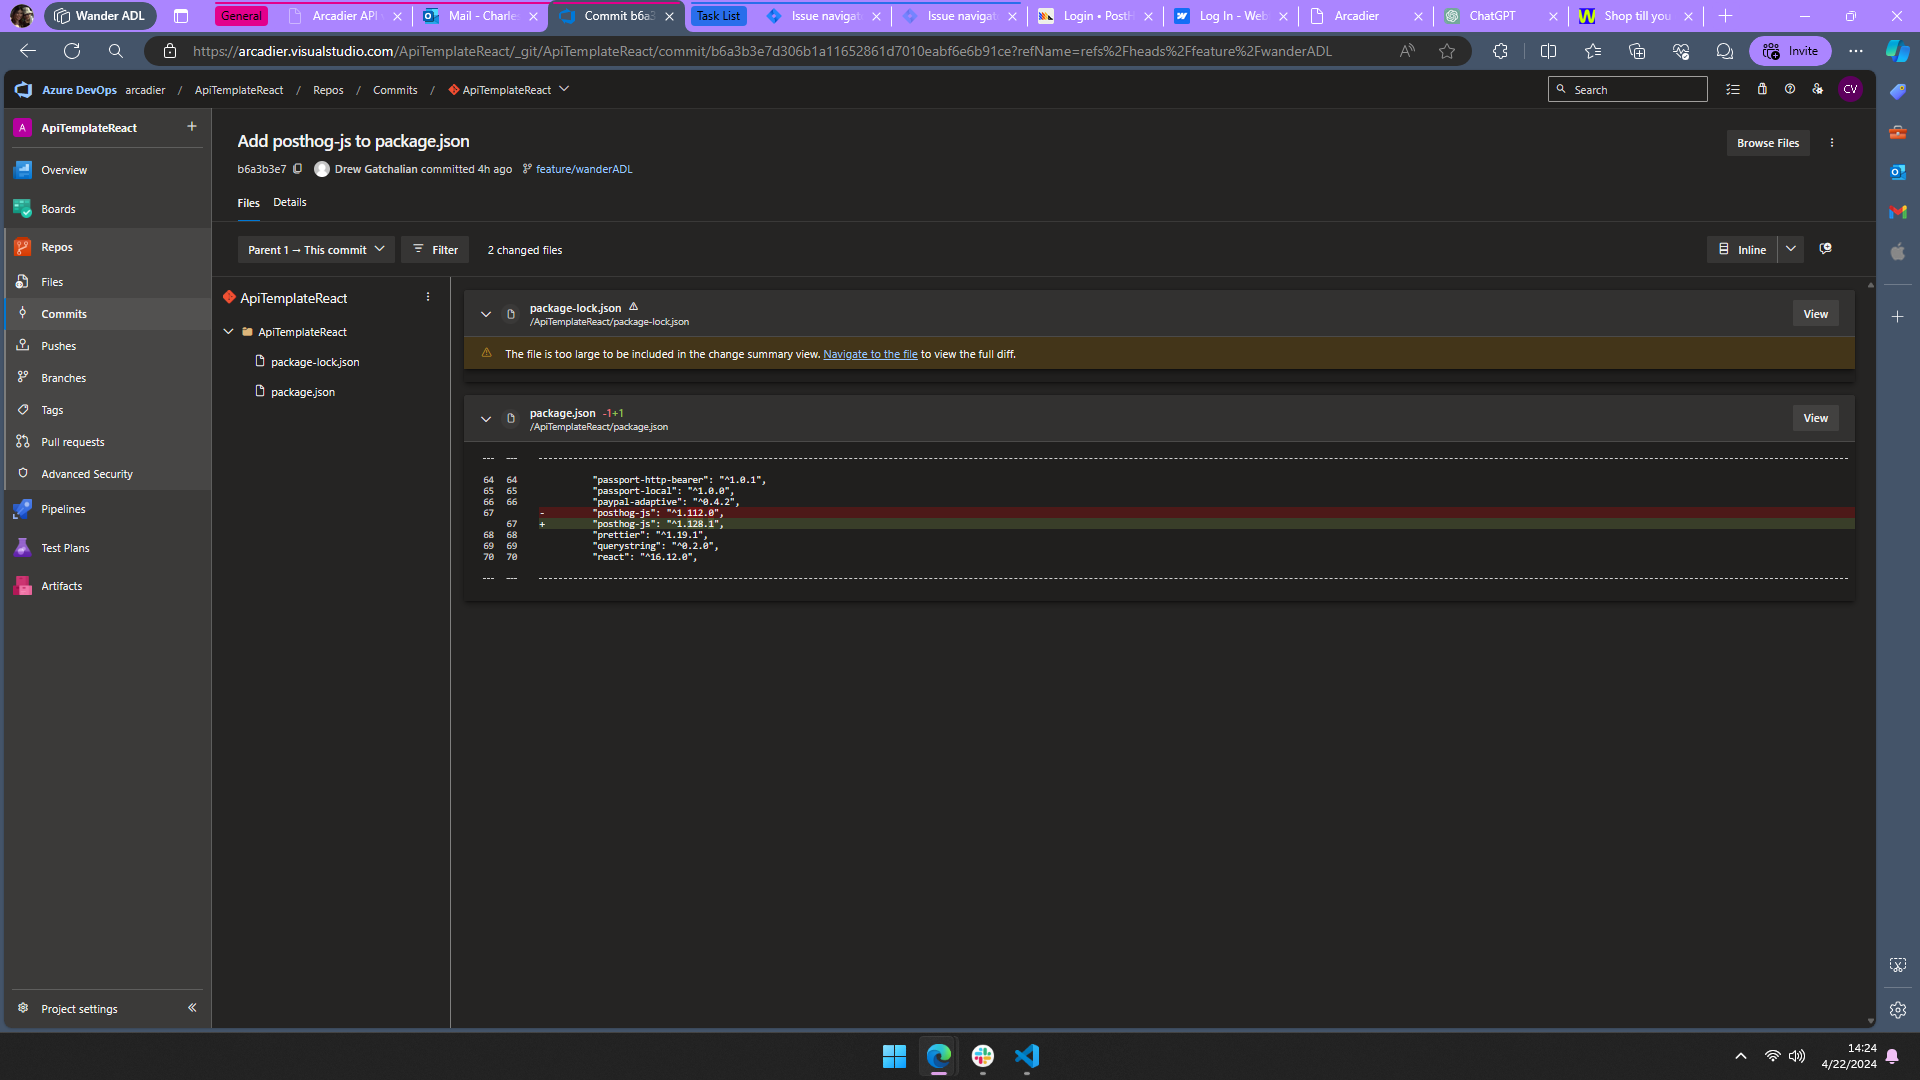 Wander ADL
General
Arcadier API
Mail - Charle
Commit b6a3
Task List
Issue navigat
Issue navigati
Login • PostH
Log In - Web
Arcadier
ChatGPT
Shop till you
https://arcadier.visualstudio.com/ApiTemplateReact/_git/ApiTemplateReact/commit/b6a3b3e7d306b1a11652861d7010eabf6e6b91ce?refName=refs%2Fheads%2Ffeature%2FwanderADL
Invite
Azure DevOps arcadier / ApiTemplateReact / Repos / Commits / ApiTemplateReact
Search
CV
A ApiTemplateReact
Overview
Boards
Repos
Files
Commits
Pushes
Branches
Tags
Pull requests
Advanced Security
Pipelines
Test Plans
Artifacts
Project settings
Add posthog-js to package.json
Browse Files
b6a3b3e7 Drew Gatchalian committed 4h ago feature/wanderADL
Files Details
Parent 1 → This commit
Filter
2 changed files
Inline
ApiTemplateReact
ApiTemplateReact
package-lock.json
package.json
package-lock.json
/ApiTemplateReact/package-lock.json
View
The file is too large to be included in the change summary view. Navigate to the file to view the full diff.
package.json -1+1
/ApiTemplateReact/package.json
View
64 64 "passport-http-bearer": "^1.0.1",
65 65 "passport-local": "^1.0.0",
66 66 "paypal-adaptive": "^0.4.2",
67 - "posthog-js": "^1.112.0",
67 + "posthog-js": "^1.128.1",
68 68 "prettier": "^1.19.1",
69 69 "querystring": "^0.2.0",
70 70 "react": "^16.12.0",
14:24
4/22/2024